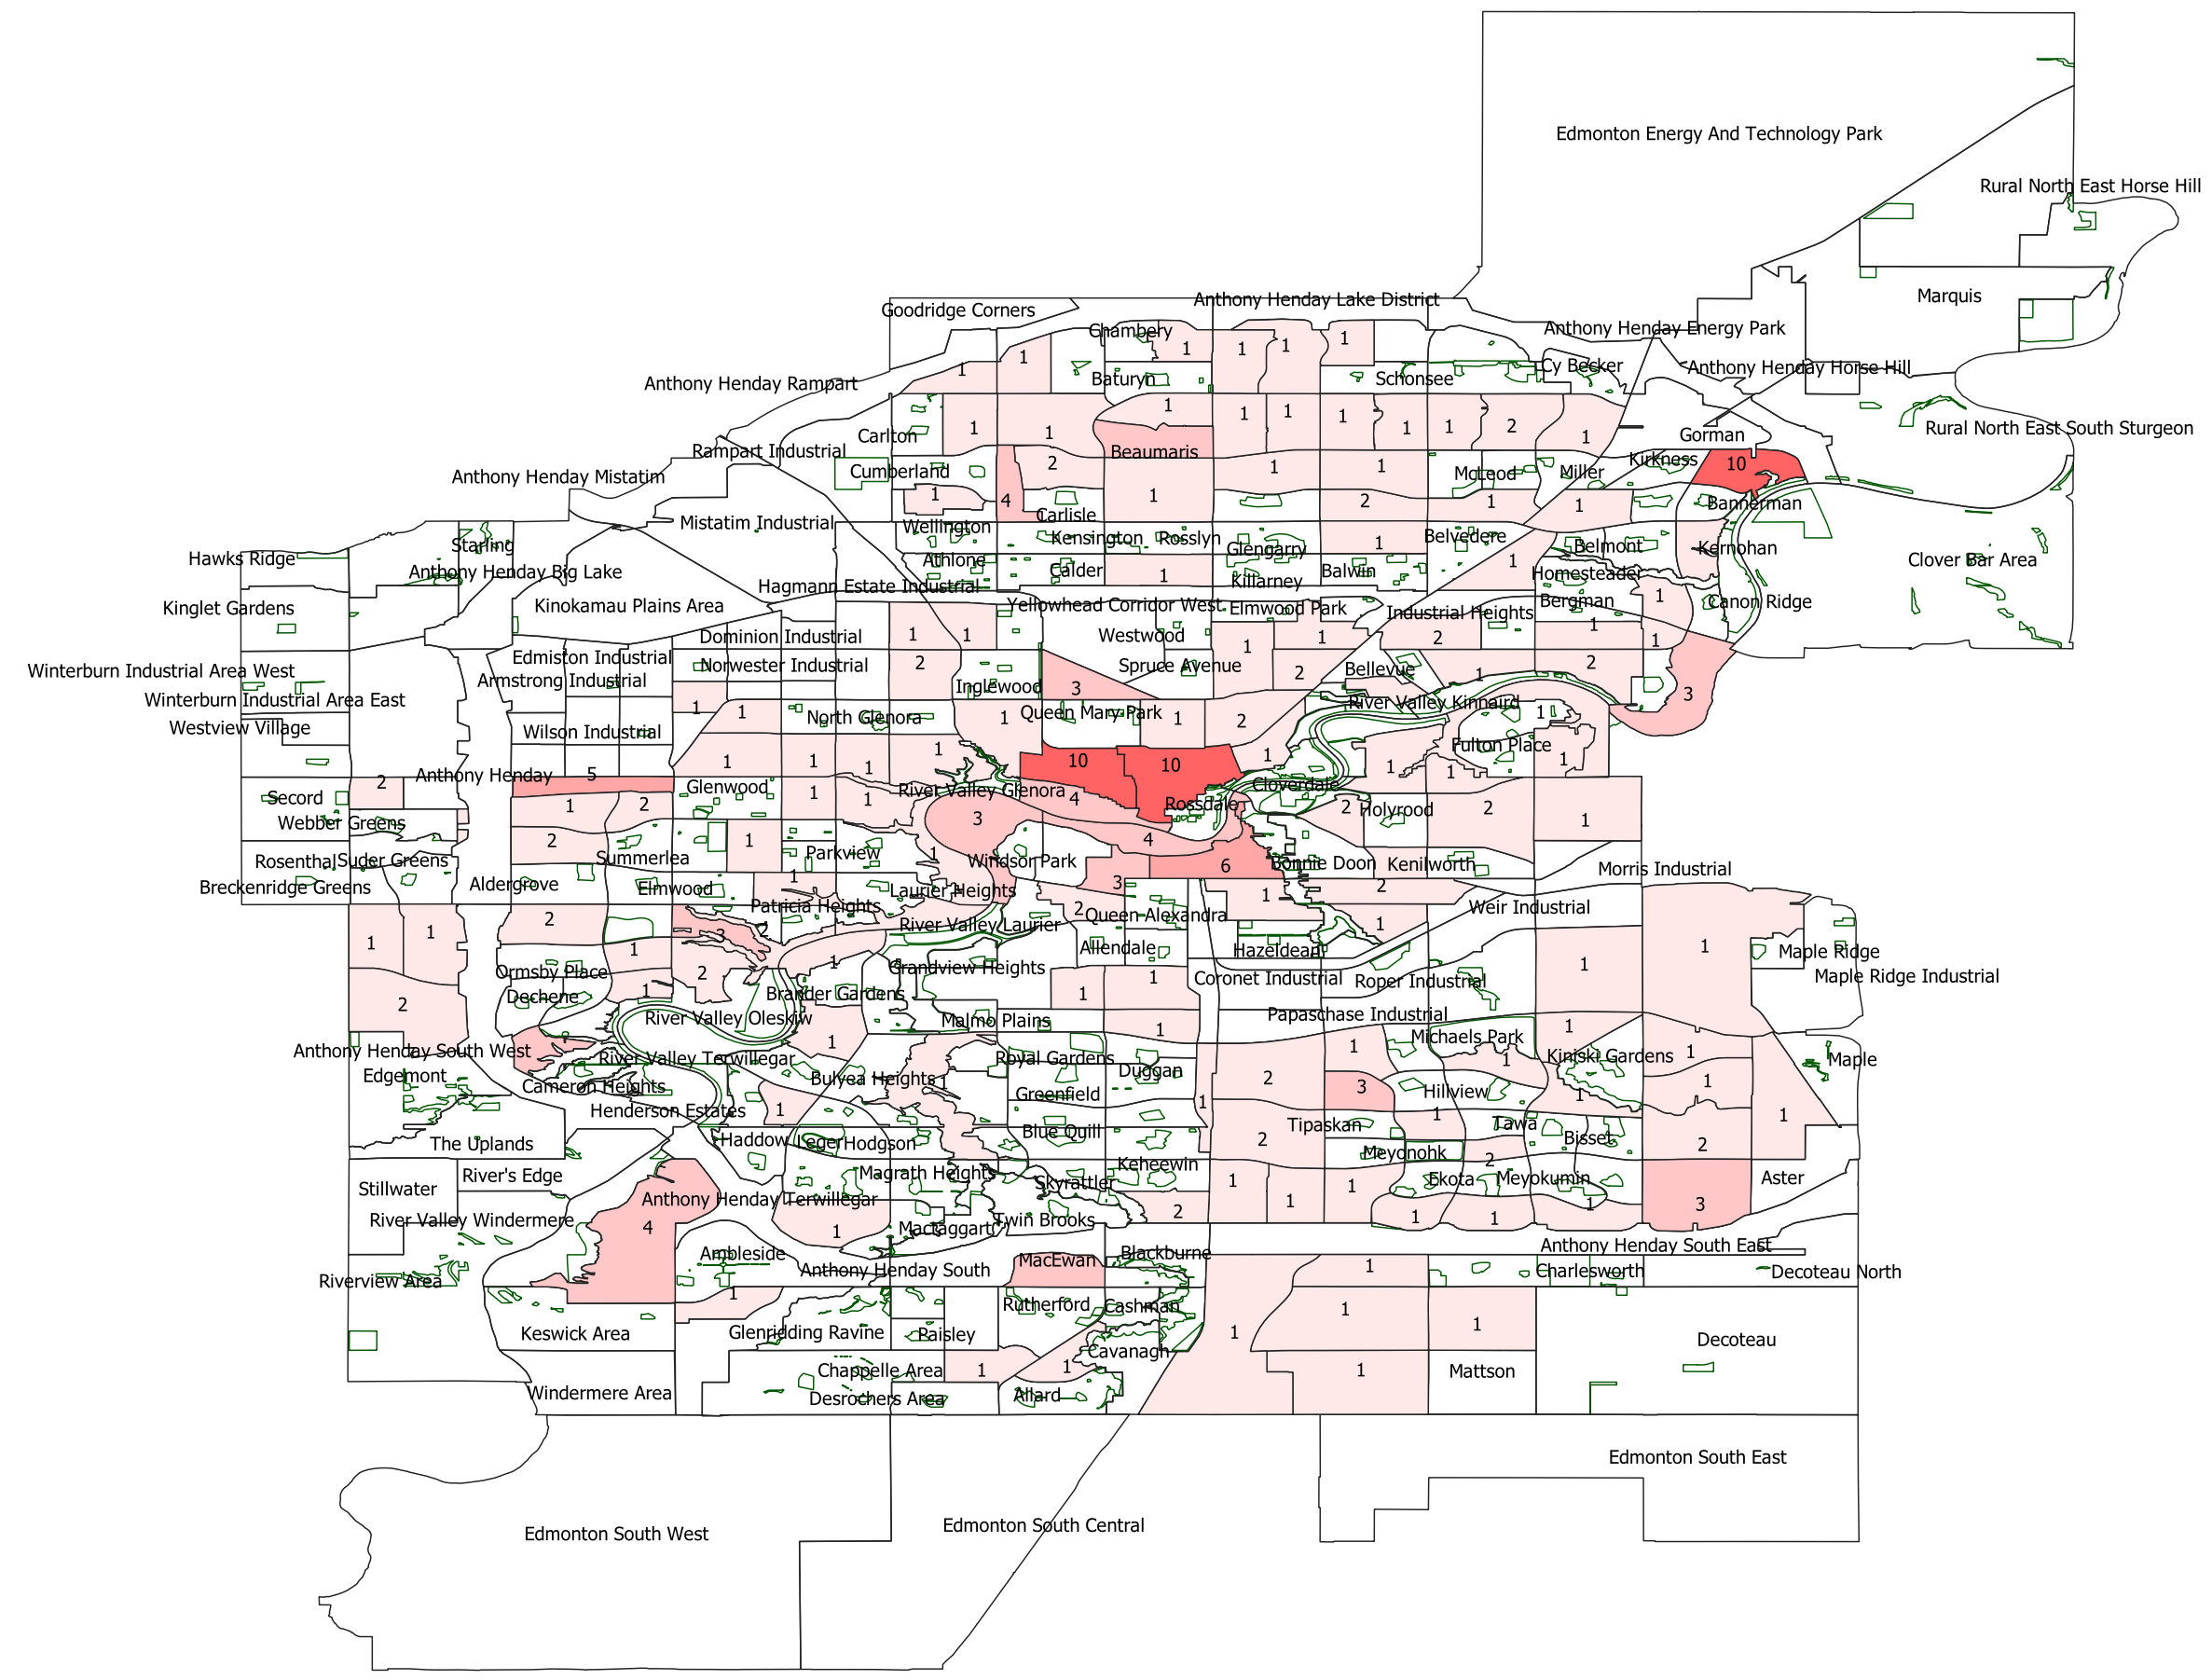 Edmonton Energy And Technology Park
Rural North East Horse Hill
Marquis
Anthony Henday Lake District
Goodridge Corners
Anthony Henday Energy Park
Chambery
1
1
1
1
1
Cy Becker
Anthony Henday Horse Hill
1
Baturyn
Schonsee
Anthony Henday Rampart
1
1
1
1
1
1
2
Rural North East South Sturgeon
Carlton
1
1
1
Gorman
Rampart Industrial
Beaumaris
Kirkness
10
2
1
1
Cumberland
McLeod
Miller
Anthony Henday Mistatim
1
4
1
2
1
1
Bannerman
Carlisle
Mistatim Industrial
Wellington
Kensington
Rosslyn
Belvedere
Starling
1
Glengarry
Belmont
Kernohan
Hawks Ridge
Athlone
1
Clover Bar Area
Anthony Henday Big Lake
Calder
1
Balwin
Homesteader
Hagmann Estate Industrial
Killarney
Kinglet Gardens
Kinokamau Plains Area
Yellowhead Corridor West
Elmwood Park
Industrial Heights
Bergman
1
Canon Ridge
Dominion Industrial
1
1
Westwood
1
1
2
1
1
Edmiston Industrial
Norwester Industrial
2
Spruce Avenue
2
Bellevue
1
2
Winterburn Industrial Area West
Armstrong Industrial
Inglewood
3
3
Winterburn Industrial Area East
1
1
North Glenora
1
Queen Mary Park
1
2
River Valley Kinnaird
1
Westview Village
Wilson Industrial
1
1
Fulton Place
1
1
1
10
10
1
1
1
2
Anthony Henday
5
Glenwood
1
1
River Valley Glenora
4
Cloverdale
Secord
1
2
Rossdale
2
Holyrood
2
1
Webber Greens
3
2
1
Parkview
1
4
Rosenthal
Suder Greens
Summerlea
Windsor Park
6
Bonnie Doon
Kenilworth
Morris Industrial
Breckenridge Greens
Aldergrove
Elmwood
1
Laurier Heights
3
2
1
2
Patricia Heights
2
Queen Alexandra
Weir Industrial
2
1
1
3
2
River Valley Laurier
1
1
1
Allendale
Hazeldean
Maple Ridge
Ormsby Place
2
1
Grandview Heights
1
Coronet Industrial
Roper Industrial
1
Maple Ridge Industrial
Dechene
1
Brander Gardens
1
2
River Valley Oleskiw
Malmo Plains
1
Papaschase Industrial
1
Michaels Park
1
1
Anthony Henday South West
River Valley Terwillegar
Royal Gardens
1
Kiniski Gardens
1
Maple
Edgemont
Bulyea Heights
1
Duggan
2
Cameron Heights
Greenfield
3
Hillview
1
1
Henderson Estates
1
1
1
1
The Uplands
Haddow
Leger
Hodgson
Blue Quill
2
Tipaskan
Tawa
Bisset
2
River's Edge
Magrath Heights
Keheewin
Meyonohk
2
Stillwater
Anthony Henday Terwillegar
Skyrattler
1
1
1
Ekota
Meyokumin
Aster
River Valley Windermere
4
1
Mactaggart
Twin Brooks
2
1
1
1
3
Ambleside
MacEwan
Blackburne
Anthony Henday South East
Riverview Area
Anthony Henday South
1
Charlesworth
Decoteau North
1
Rutherford
Cashman
1
Keswick Area
Glenridding Ravine
Paisley
1
1
Decoteau
Chappelle Area
1
1
Cavanagh
1
Mattson
Windermere Area
Desrochers Area
Allard
Edmonton South East
Edmonton South West
Edmonton South Central